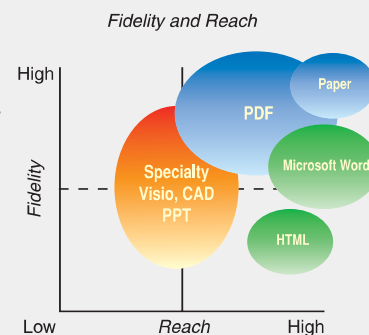 Fidelity and Reach
High
Paper
PDF
Microsoft Word
Specialty
Visio, CAD
PPT
Fidelity
HTML
Low
Reach
High